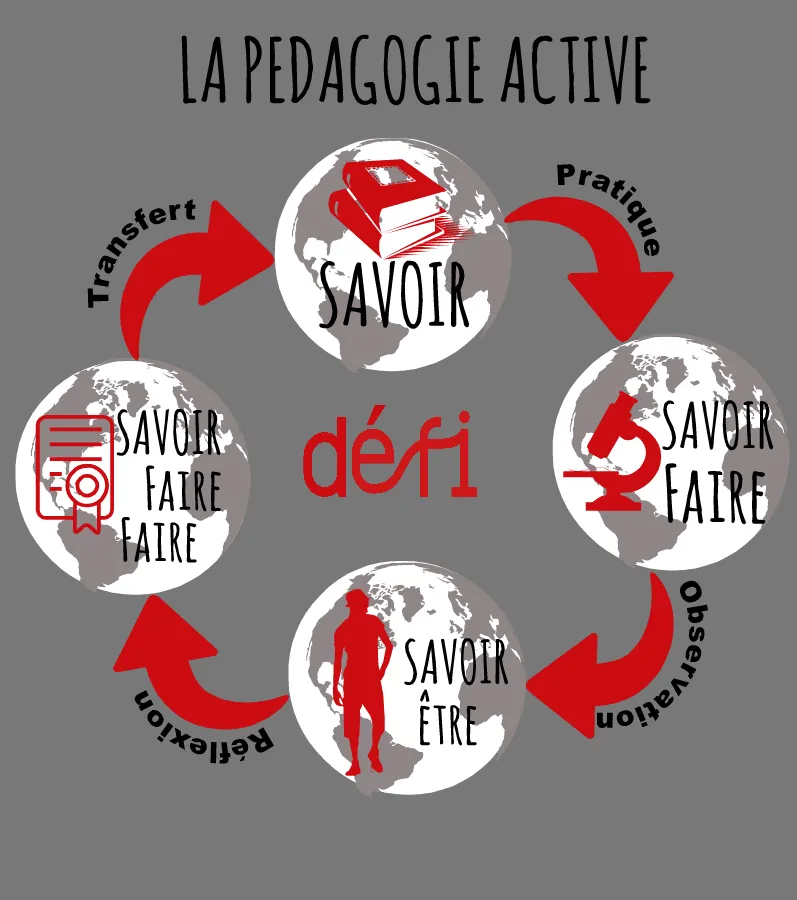 LA PEDAGOGIE ACTIVE
Transfert
Pratique
SAVOIR
SAVOIR
FAIRE
FAIRE
défi
SAVOIR
FAIRE
Observation
SAVOIR
ÊTRE
Réflexion